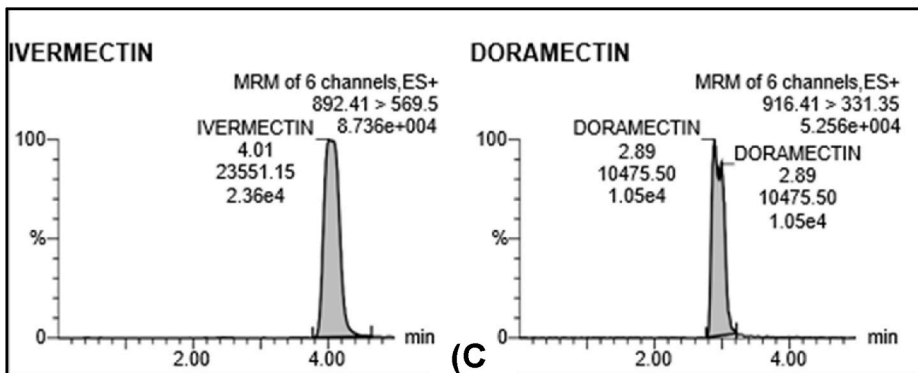 IVERMECTIN
MRM of 6 channels,ES+
892.41 > 569.5
8.736e+004
IVERMECTIN
4.01
23551.15
2.36e4
100
%
0
2.00
4.00
min
(C
DORAMECTIN
MRM of 6 channels,ES+
916.41 > 331.35
5.256e+004
DORAMECTIN
2.89
10475.50
1.05e4
DORAMECTIN
2.89
10475.50
1.05e4
100
%
0
2.00
4.00
min